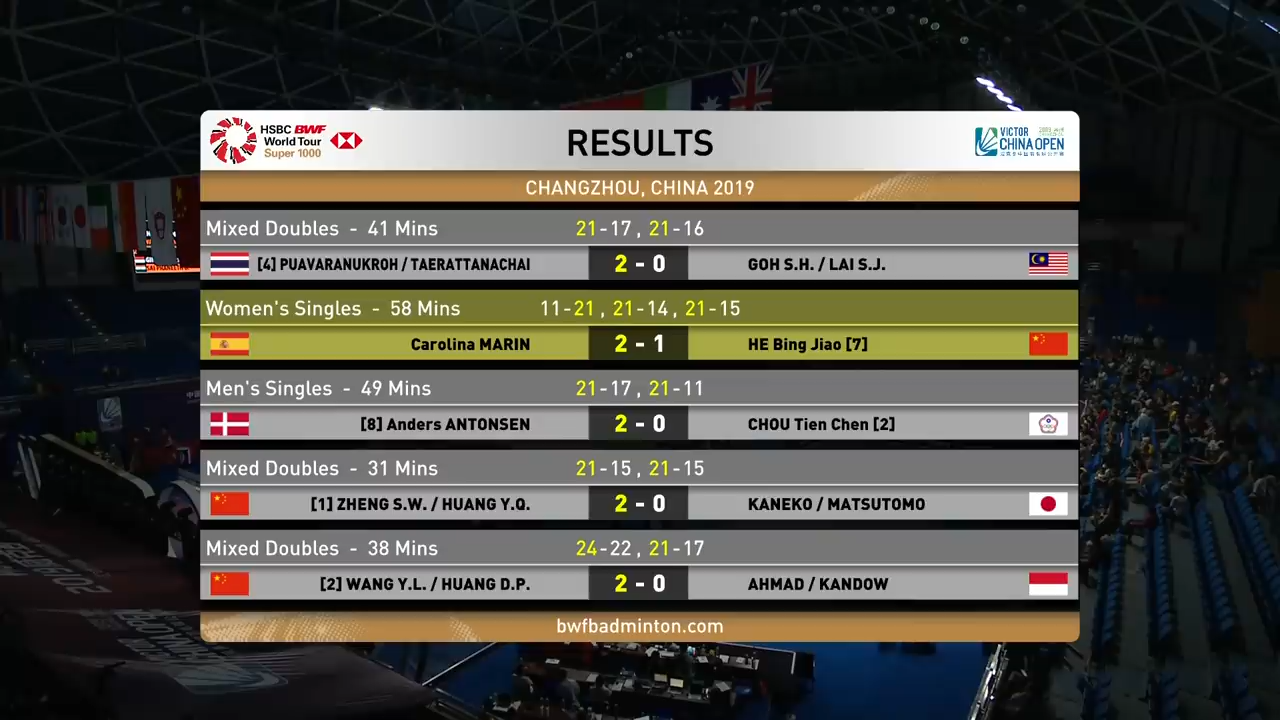 HSBC BWF
World Tour
Super 1000
RESULTS
VICTOR
CHINA OPEN
CHANGZHOU, CHINA 2019
Mixed Doubles - 41 Mins 21-17, 21-16
[4] PUAVARANUKROH / TAERATTANACHAI 2 - 0 GOH S.H. / LAI S.J.
Women's Singles - 58 Mins 11-21, 21-14, 21-15
Carolina MARIN 2 - 1 HE Bing Jiao [7]
Men's Singles - 49 Mins 21-17, 21-11
[8] Anders ANTONSEN 2 - 0 CHOU Tien Chen [2]
Mixed Doubles - 31 Mins 21-15, 21-15
[1] ZHENG S.W. / HUANG Y.Q. 2 - 0 KANEKO / MATSUTOMO
Mixed Doubles - 38 Mins 24-22, 21-17
[2] WANG Y.L. / HUANG D.P. 2 - 0 AHMAD / KANDOW
bwfbadminton.com